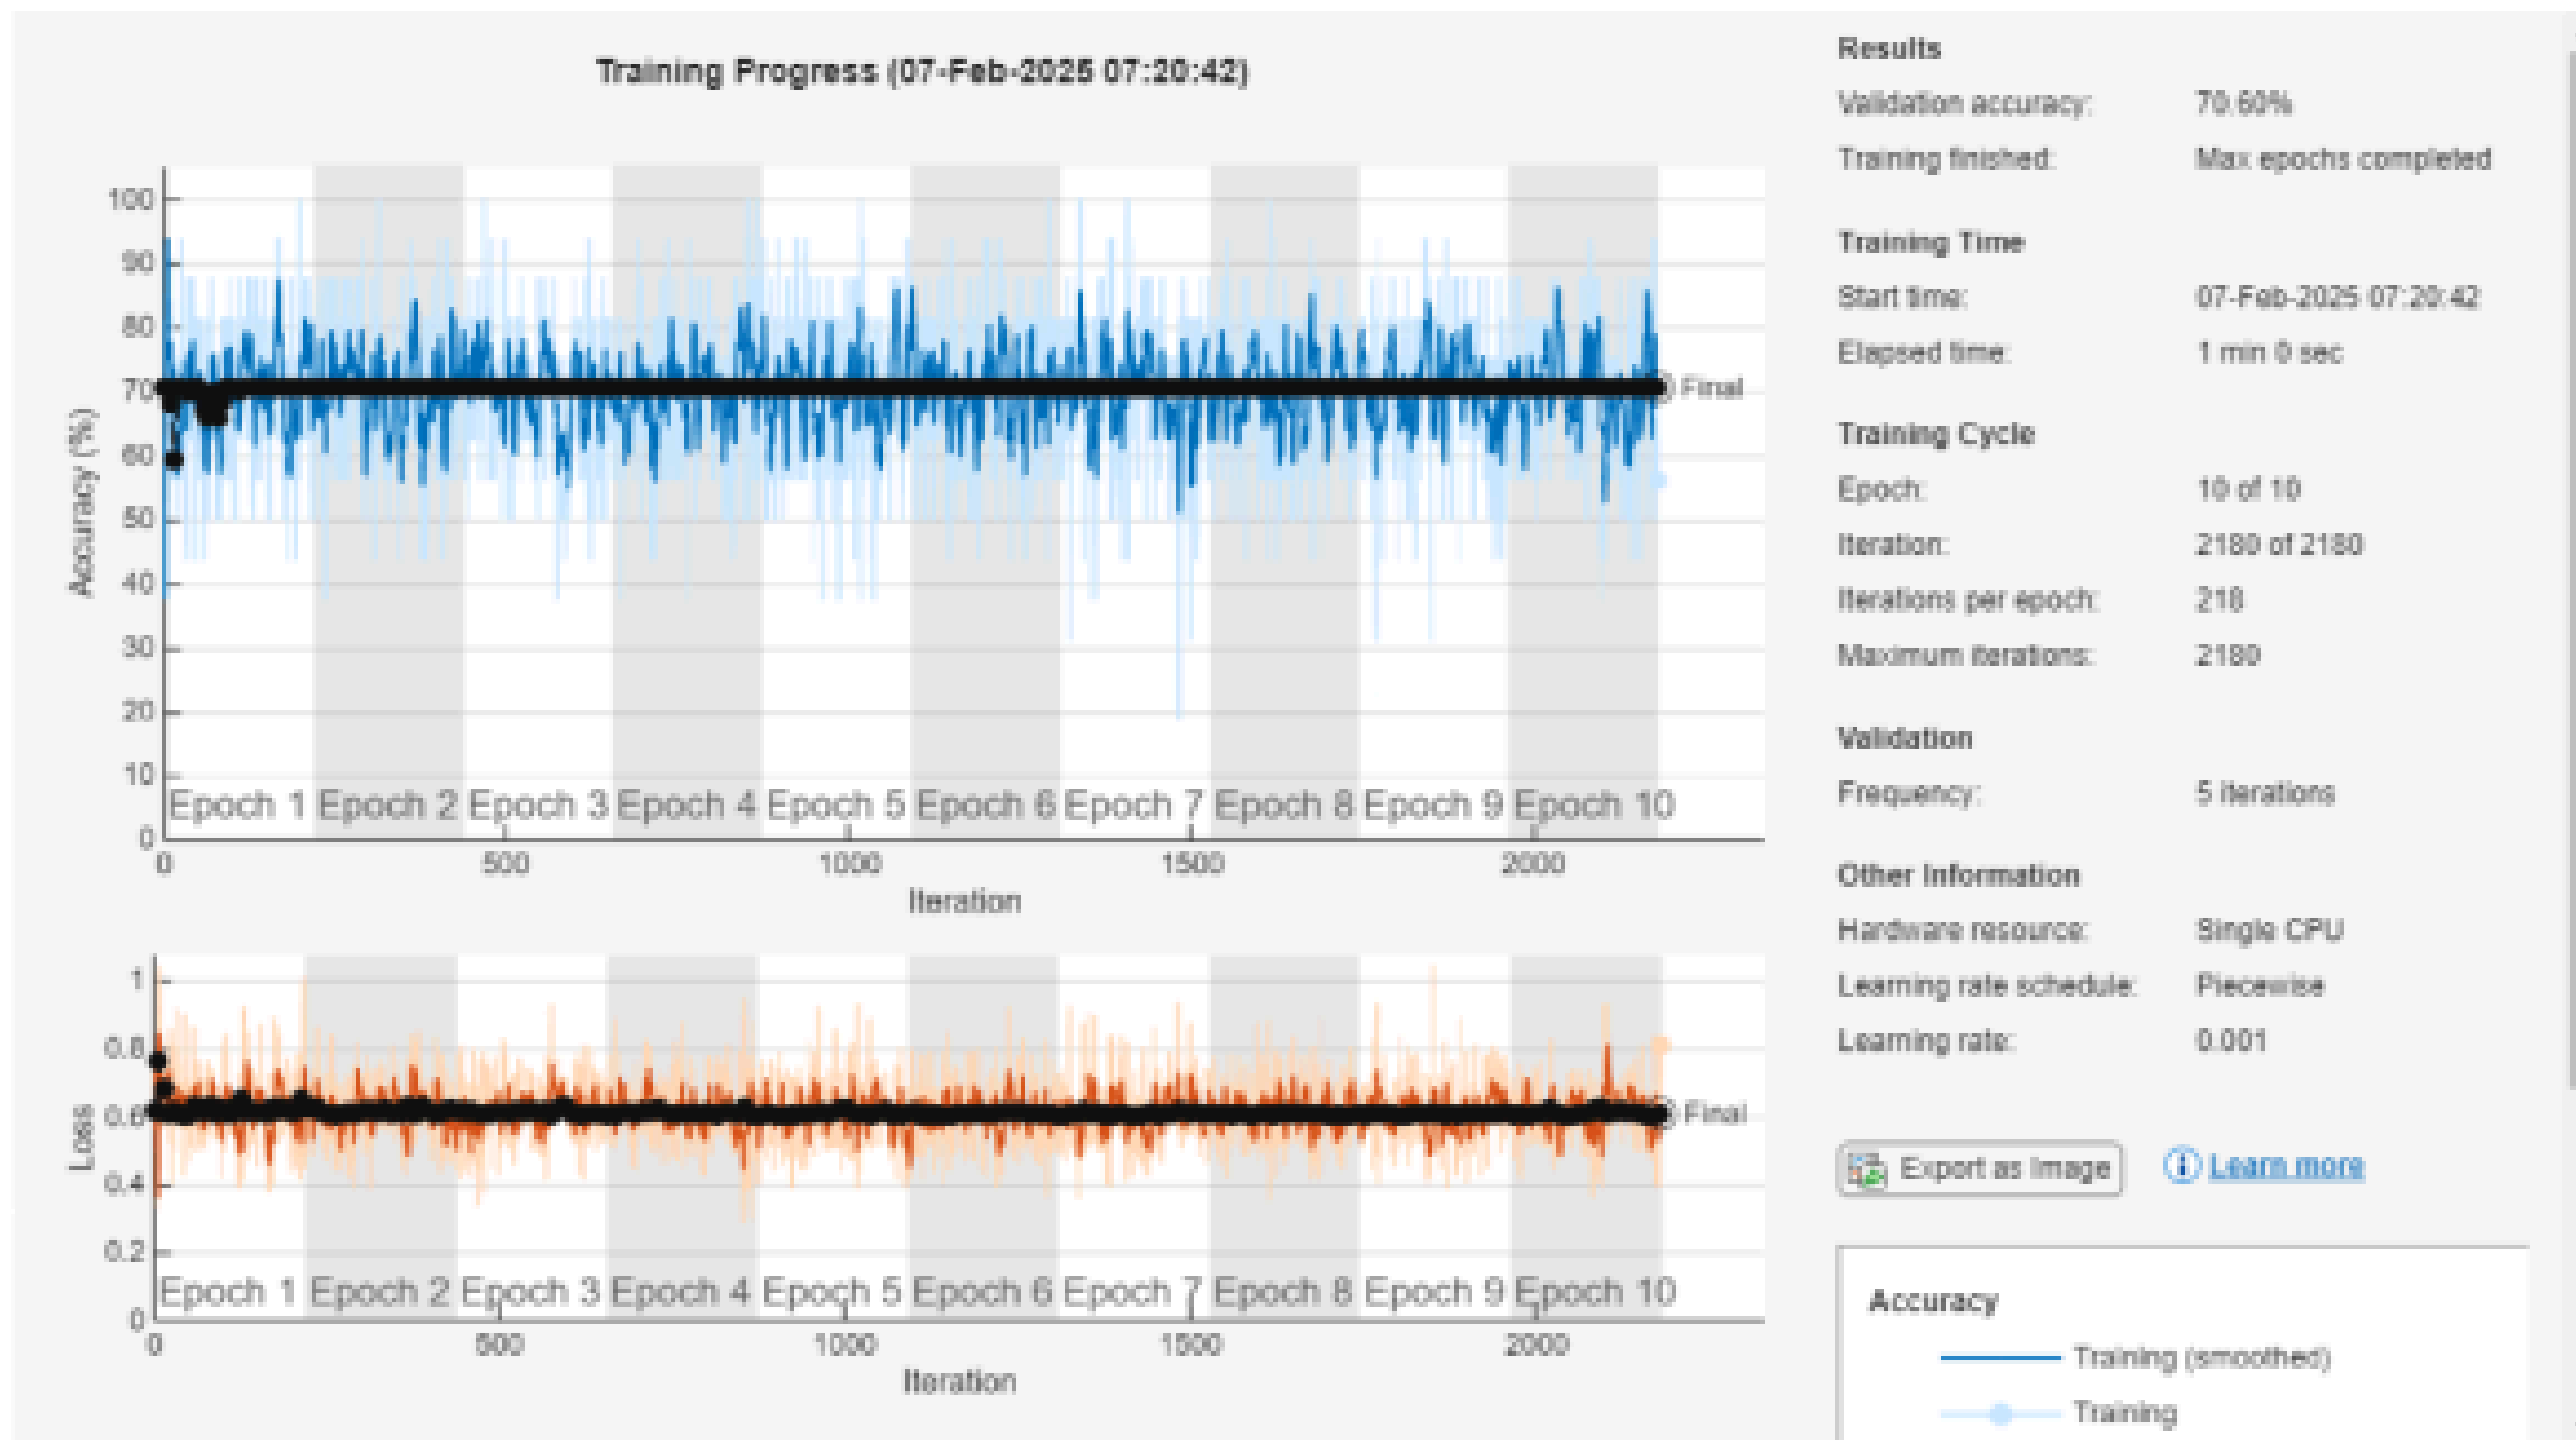 Training Progress (07-Feb-2025 07:20:42)
100
90
80
70
60
50
40
30
20
10
0
Accuracy (%)
Final
Epoch 1 Epoch 2 Epoch 3 Epoch 4 Epoch 5 Epoch 6 Epoch 7 Epoch 8 Epoch 9 Epoch 10
0 500 1000 1500 2000
Iteration
1
0.8
0.6
0.4
0.2
0
Loss
Final
Epoch 1 Epoch 2 Epoch 3 Epoch 4 Epoch 5 Epoch 6 Epoch 7 Epoch 8 Epoch 9 Epoch 10
0 500 1000 1500 2000
Iteration
Results
Validation accuracy: 70.60%
Training finished: Max epochs completed
Training Time
Start time: 07-Feb-2025 07:20:42
Elapsed time: 1 min 0 sec
Training Cycle
Epoch: 10 of 10
Iteration: 2180 of 2180
Iterations per epoch: 218
Maximum iterations: 2180
Validation
Frequency: 5 iterations
Other Information
Hardware resource: Single CPU
Learning rate schedule: Piecewise
Learning rate: 0.001
Export as Image
Learn more
Accuracy
Training (smoothed)
Training